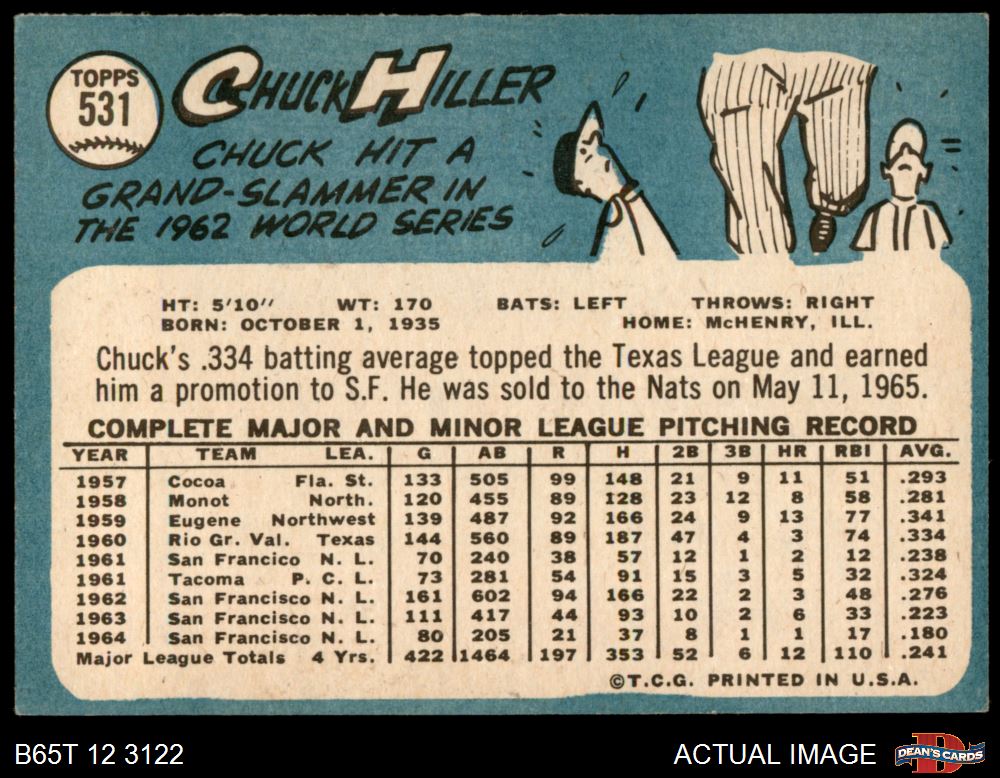 TOPPS
531
CHUCK HILLER
CHUCK HIT A
GRAND-SLAMMER IN
THE 1962 WORLD SERIES
HT: 5'10" WT: 170 BATS: LEFT THROWS: RIGHT
BORN: OCTOBER 1, 1935 HOME: McHENRY, ILL.
Chuck's .334 batting average topped the Texas League and earned
him a promotion to S.F. He was sold to the Nats on May 11, 1965.
COMPLETE MAJOR AND MINOR LEAGUE PITCHING RECORD
YEAR TEAM LEA. G AB R H 2B 3B HR RBI AVG.
1957 Cocoa Fla. St. 133 505 99 148 21 9 11 51 .293
1958 Monot North. 120 455 89 128 23 12 8 58 .281
1959 Eugene Northwest 139 487 92 166 24 9 13 77 .341
1960 Rio Gr. Val. Texas 144 560 89 187 47 4 3 74 .334
1961 San Francico N. L. 70 240 38 57 12 1 2 12 .238
1961 Tacoma P. C. L. 73 281 54 91 15 3 5 32 .324
1962 San Francisco N. L. 161 602 94 166 22 2 3 48 .276
1963 San Francisco N. L. 111 417 44 93 10 2 6 33 .223
1964 San Francisco N. L. 80 205 21 37 8 1 1 17 .180
Major League Totals 4 Yrs. 422 1464 197 353 52 6 12 110 .241
©T.C.G. PRINTED IN U.S.A.
B65T 12 3122 ACTUAL IMAGE DEAN'S CARDS